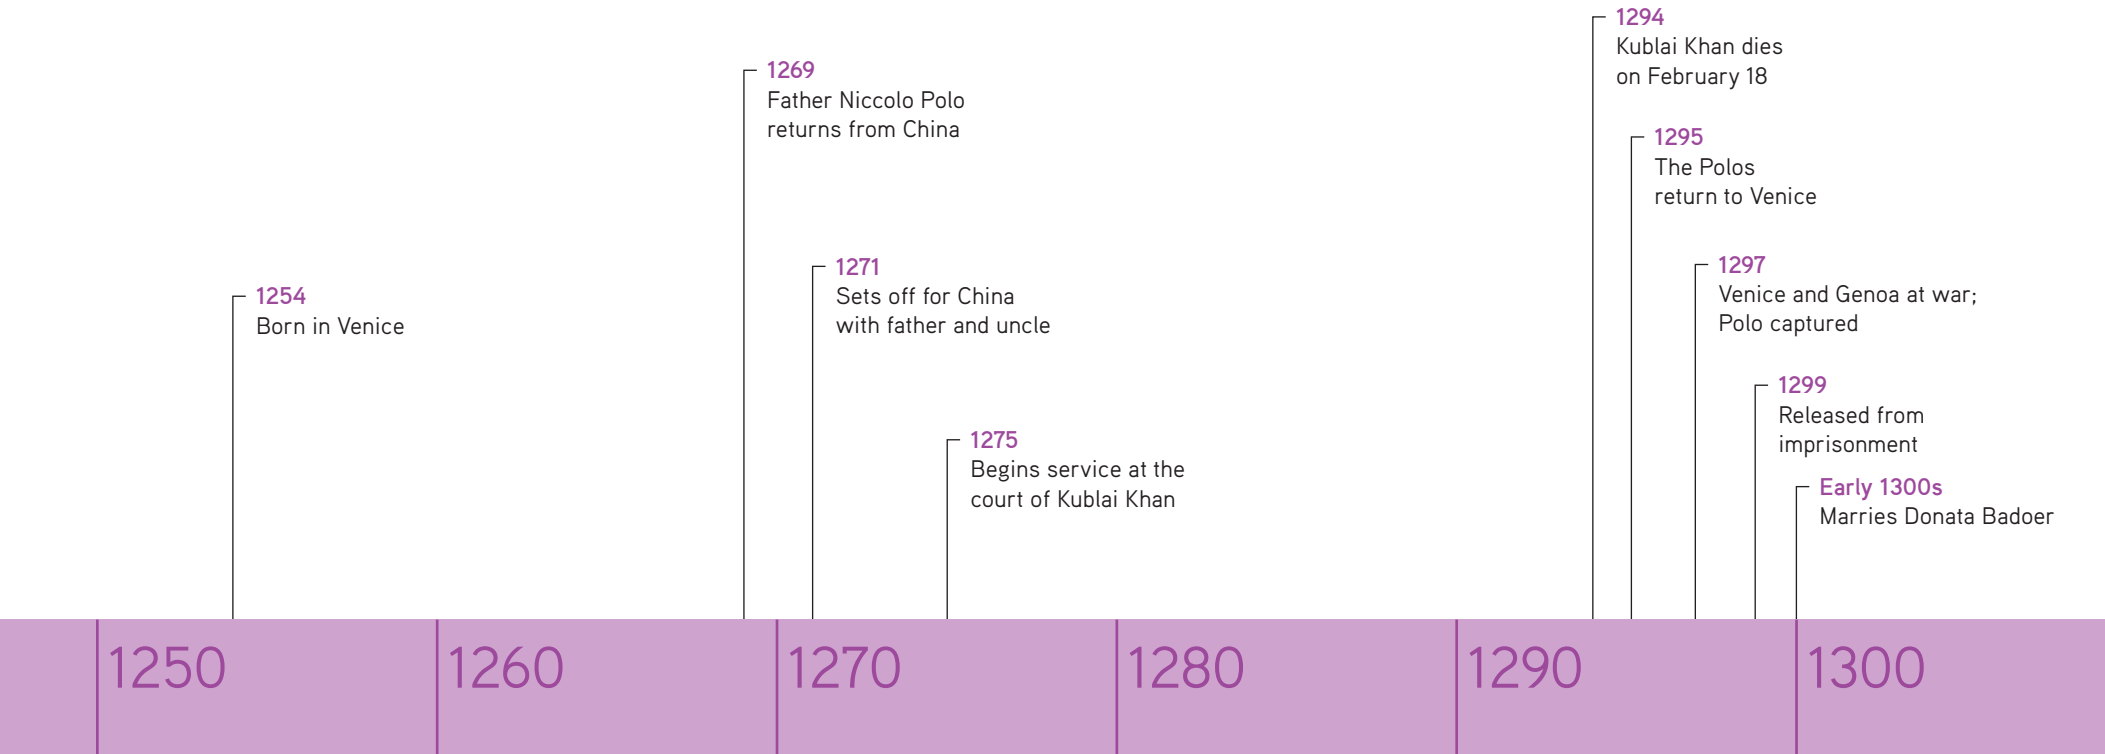 1254
Born in Venice
1269
Father Niccolo Polo
returns from China
1271
Sets off for China
with father and uncle
1275
Begins service at the
court of Kublai Khan
1294
Kublai Khan dies
on February 18
1295
The Polos
return to Venice
1297
Venice and Genoa at war;
Polo captured
1299
Released from
imprisonment
Early 1300s
Marries Donata Badoer
1250
1260
1270
1280
1290
1300